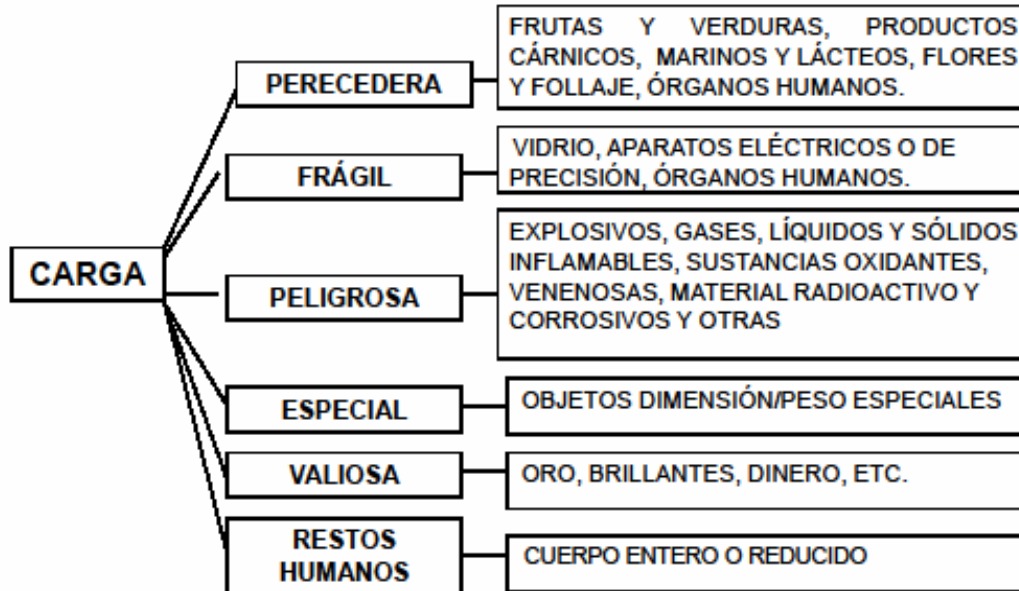 CARGA
PERECEDERA
FRUTAS Y VERDURAS, PRODUCTOS
CÁRNICOS, MARINOS Y LÁCTEOS, FLORES
Y FOLLAJE, ÓRGANOS HUMANOS.
FRÁGIL
VIDRIO, APARATOS ELÉCTRICOS O DE
PRECISIÓN, ÓRGANOS HUMANOS.
PELIGROSA
EXPLOSIVOS, GASES, LÍQUIDOS Y SÓLIDOS
INFLAMABLES, SUSTANCIAS OXIDANTES,
VENENOSAS, MATERIAL RADIOACTIVO Y
CORROSIVOS Y OTRAS
ESPECIAL
OBJETOS DIMENSIÓN/PESO ESPECIALES
VALIOSA
ORO, BRILLANTES, DINERO, ETC.
RESTOS
HUMANOS
CUERPO ENTERO O REDUCIDO